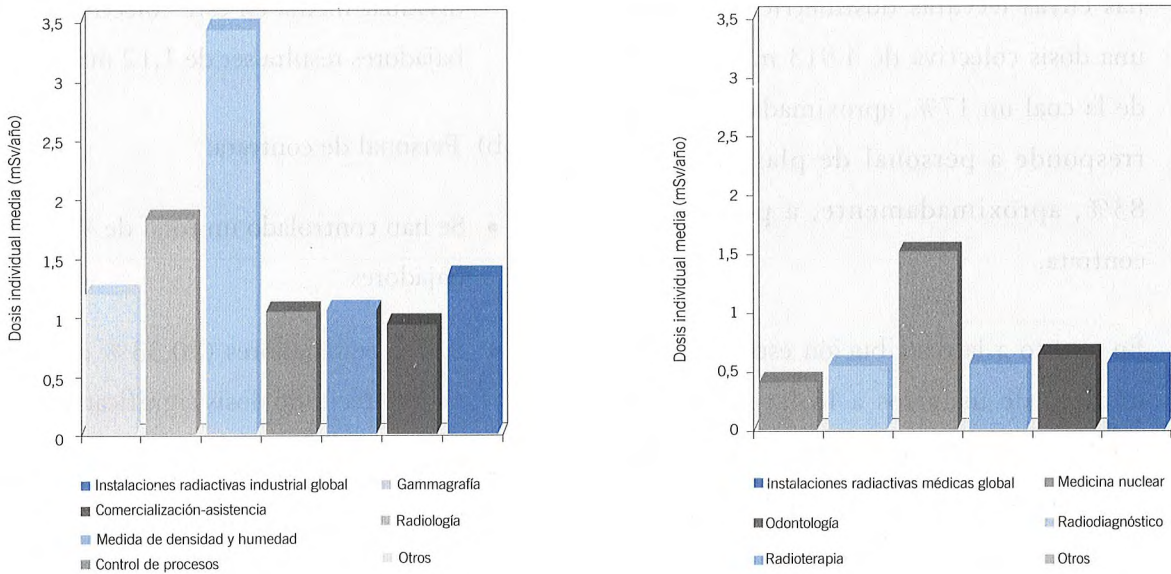 Dosis individual media (mSv/año)
3,5
3
2,5
2
1,5
1
0,5
0
Instalaciones radiactivas industrial global
Comercialización-asistencia
Medida de densidad y humedad
Control de procesos
Gammagrafía
Radiología
Otros
Dosis individual media (mSv/año)
3,5
3
2,5
2
1,5
1
0,5
0
Instalaciones radiactivas médicas global
Odontología
Radioterapia
Medicina nuclear
Radiodiagnóstico
Otros